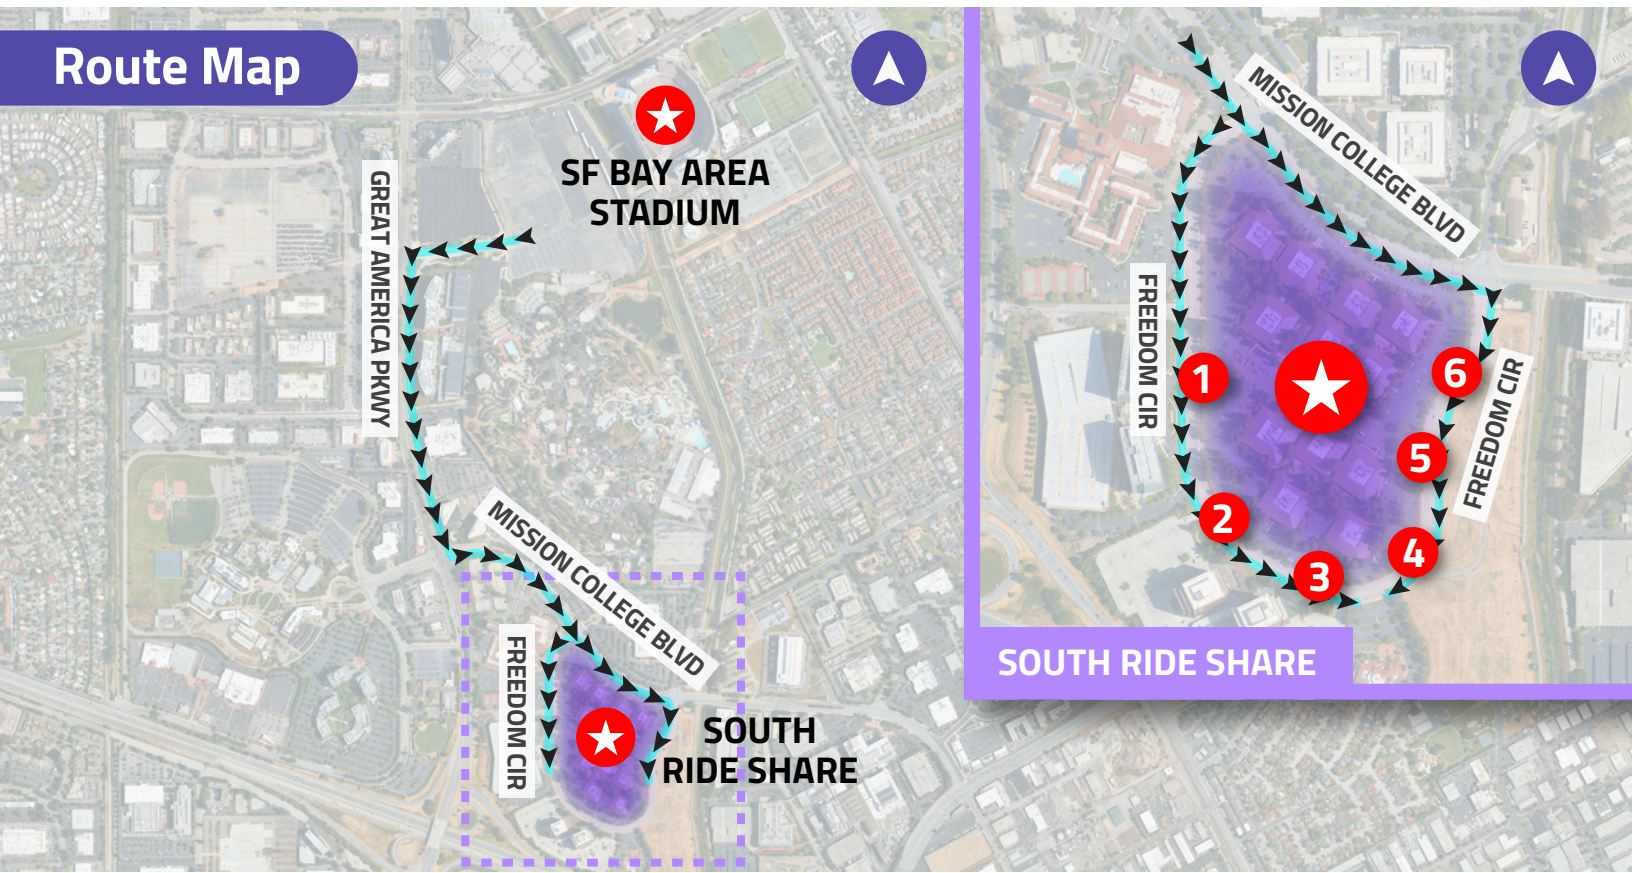 Route Map
SF BAY AREA
STADIUM
GREAT AMERICA PKWY
MISSION COLLEGE BLVD
FREEDOM CIR
SOUTH
RIDE SHARE
MISSION COLLEGE BLVD
FREEDOM CIR
FREEDOM CIR
1
2
3
4
5
6
SOUTH RIDE SHARE